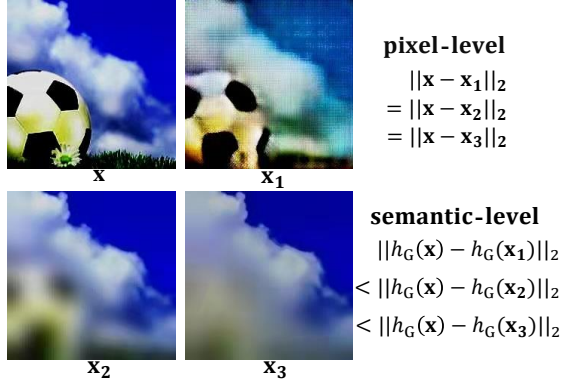 x
x₁
pixel-level
||x − x₁||₂
= ||x − x₂||₂
= ||x − x₃||₂
x₂
x₃
semantic-level
||h_G(x) − h_G(x₁)||₂
< ||h_G(x) − h_G(x₂)||₂
< ||h_G(x) − h_G(x₃)||₂